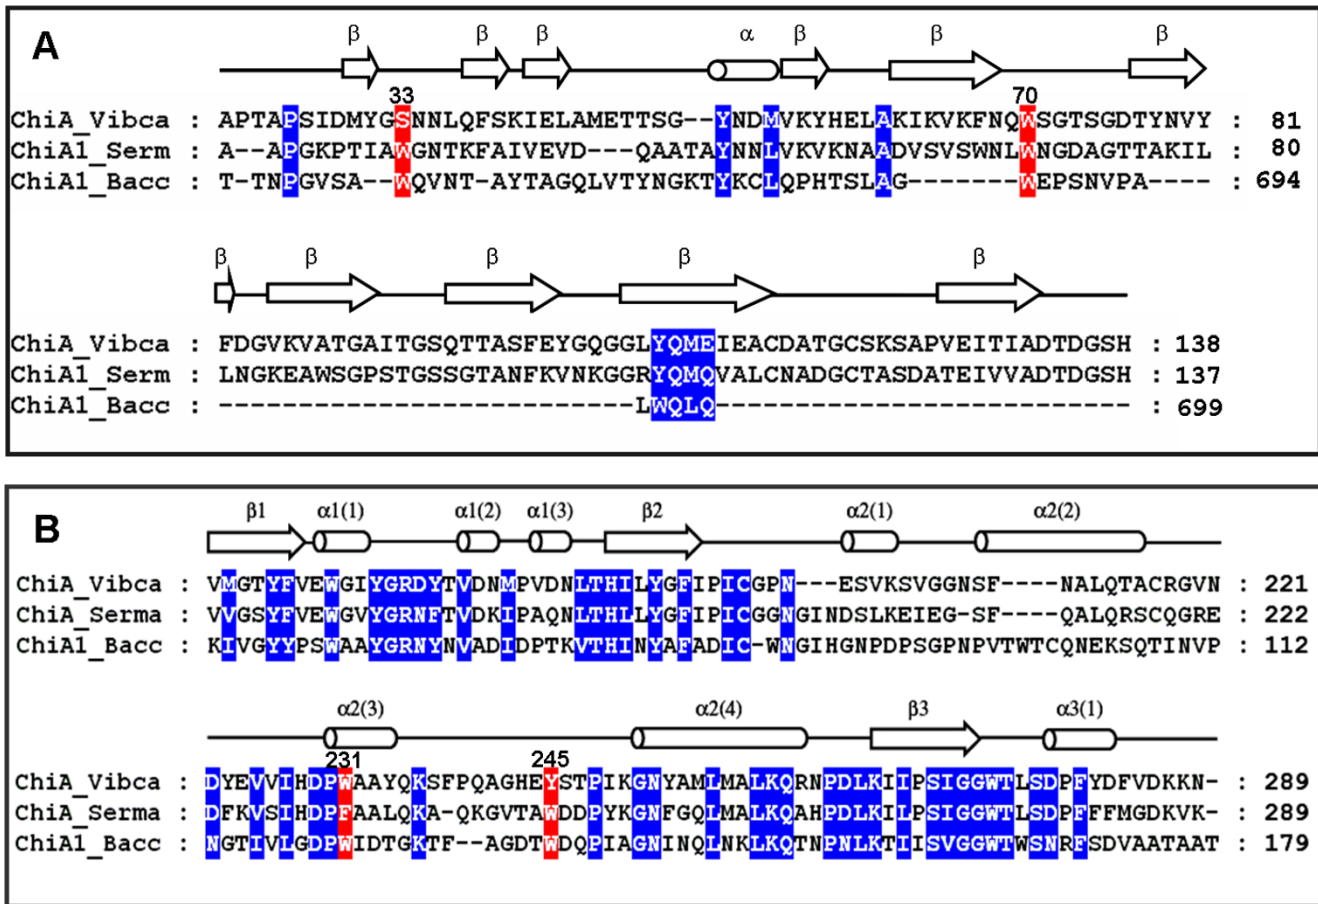 A
β β β α β β β
33 70
ChiA_Vibca : APTAPSIDMYGSNNLQFSKIELAMETTSG--YNDMVKYHELAKIKVKFNQWSGTSGDTYNVY : 81
ChiA1_Serm : A--APGKPTIAWGNTKFAIVEVD---QAATAYNNLVKVKNAADVSVSWNLWNGDAGTTAKIL : 80
ChiA1_Bacc : T-TNPGVSA--WQVNT-AYTAGQLVTYNGKTYKCLQPHTSLAG-------WEPSNVPA---- : 694
β β β β β
ChiA_Vibca : FDGVKVATGAITGSQTTASFEYGQGGLYQMEIEACDATGCSKSAPVEITIADTDGSH : 138
ChiA1_Serm : LNGKEAWSGPSTGSSGTANFKVNKGGRYQMQVALCNADGCTASDATEIVVADTDGSH : 137
ChiA1_Bacc : --------------------------LWQLQ-------------------------- : 699
B
β1 α1(1) α1(2) α1(3) β2 α2(1) α2(2)
ChiA_Vibca : VMGTYFVEWGIYGRDYTVDNMPVDNLTHILYGFIPICGPN---ESVKSVGGNSF----NALQTACRGVN : 221
ChiA_Serma : VVGSYFVEWGVYGRNFTVDKIPAQNLTHLLYGFIPICGGNGINDSLKEIEG-SF----QALQRSCQGRE : 222
ChiA1_Bacc : KIVGYYPSWAAYGRNYNVADIDPTKVTHINYAFADIC-WNGIHGNPDPSGPNPVTWTCQNEKSQTINVP : 112
α2(3) α2(4) β3 α3(1)
231 245
ChiA_Vibca : DYEVVIHDPWAAYQKSFPQAGHEYSTPIKGNYAMLMALKQRNPDLKIIPSIGGWTLSDPFYDFVDKKN- : 289
ChiA_Serma : DFKVSIHDPFAALQKA-QKGVTAWDDPYKGNFGQLMALKQAHPDLKILPSIGGWTLSDPFFFMGDKVK- : 289
ChiA1_Bacc : NGTIVLGDPWIDTGKTF--AGDTWDQPIAGNINQLNKLKQTNPNLKTIISVGGWTWSNRFSDVAATAAT : 179